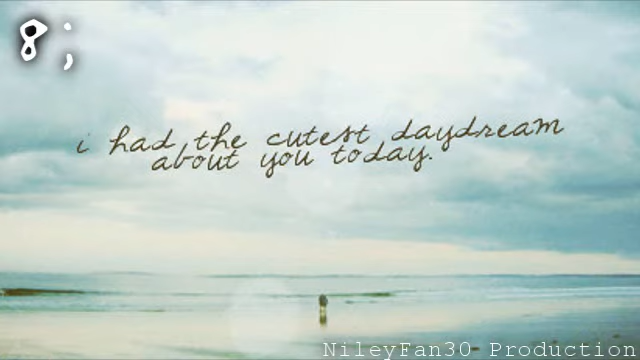 8 ;
i had the cutest daydream
about you today.
NileyFan30 Production